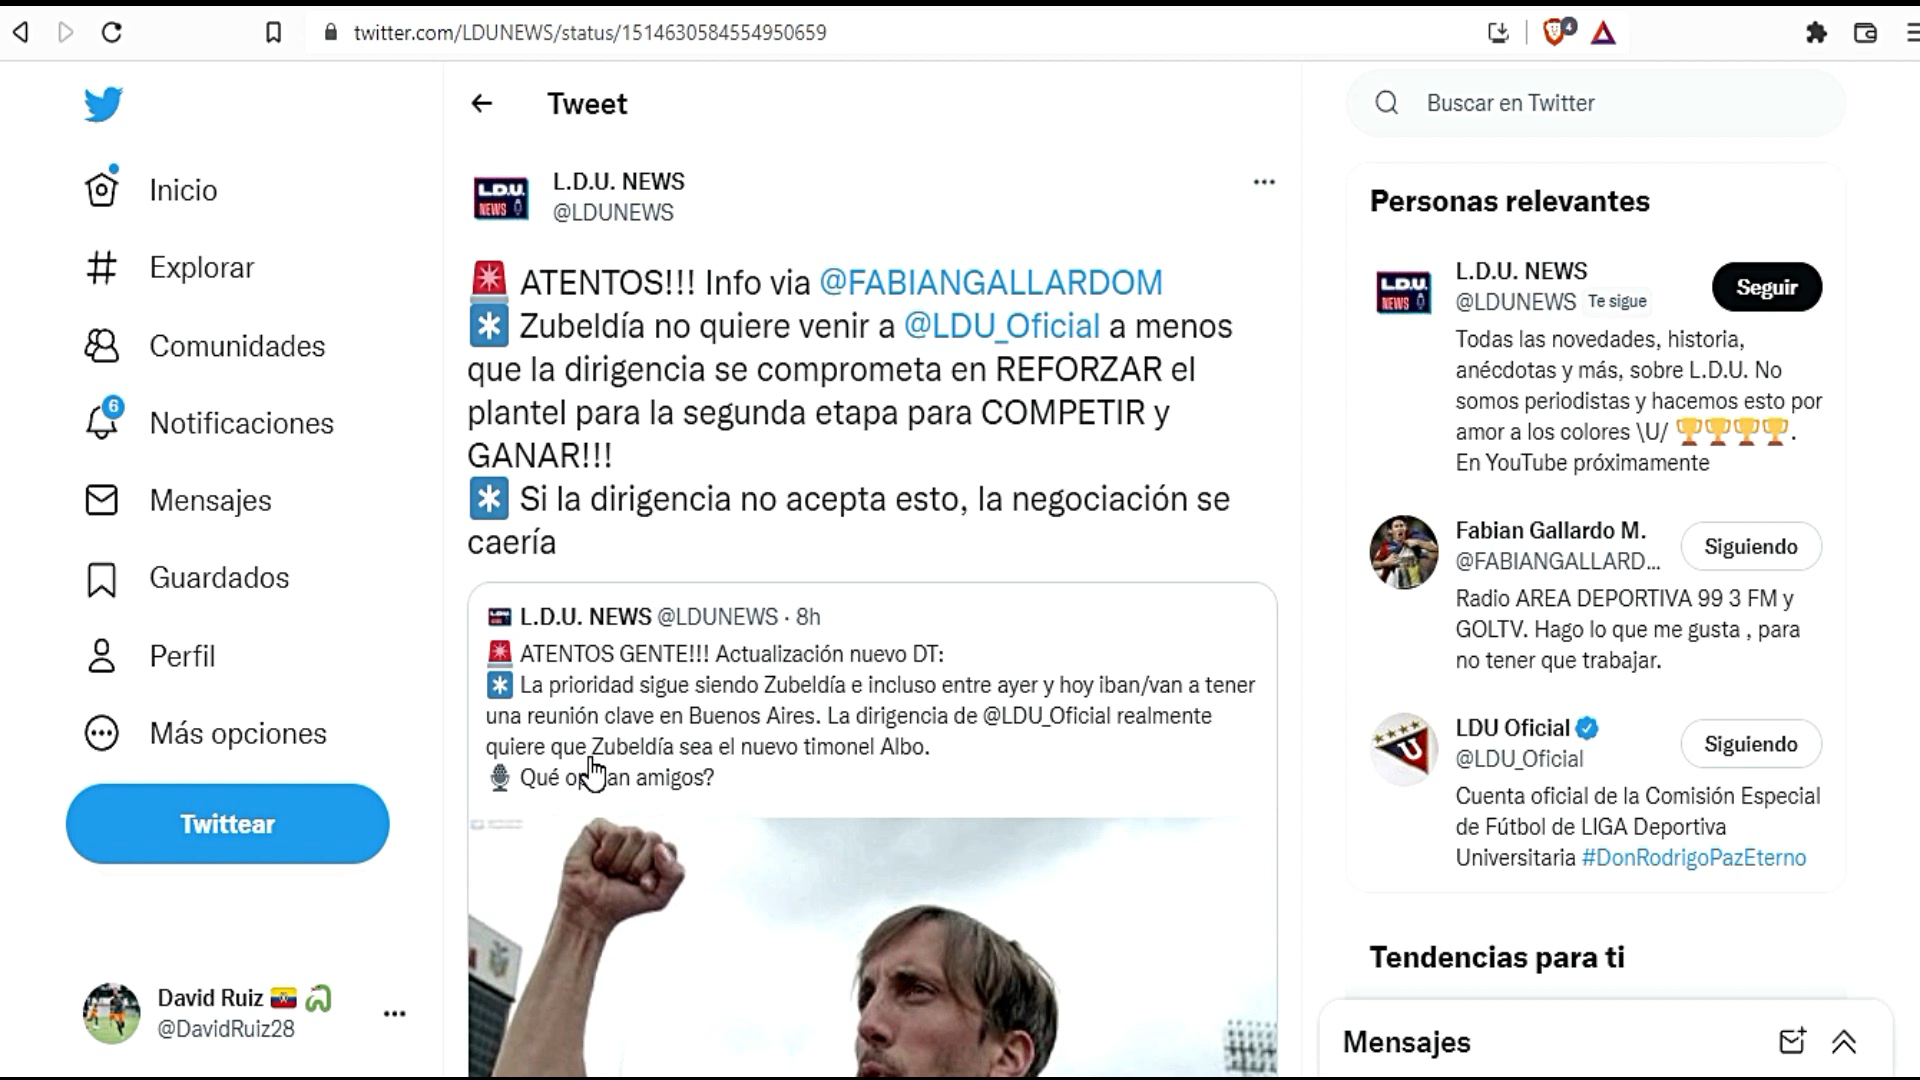 twitter.com/LDUNEWS/status/1514630584554950659
4
Inicio
Explorar
Comunidades
6
Notificaciones
Mensajes
Guardados
Perfil
Más opciones
Twittear
David Ruiz
@DavidRuiz28
Tweet
L.D.U. NEWS
L.D.U. NEWS
@LDUNEWS
ATENTOS!!! Info via @FABIANGALLARDOM
Zubeldía no quiere venir a @LDU_Oficial a menos
que la dirigencia se comprometa en REFORZAR el
plantel para la segunda etapa para COMPETIR y
GANAR!!!
Si la dirigencia no acepta esto, la negociación se
caería
L.D.U. NEWS @LDUNEWS · 8h
ATENTOS GENTE!!! Actualización nuevo DT:
La prioridad sigue siendo Zubeldía e incluso entre ayer y hoy iban/van a tener
una reunión clave en Buenos Aires. La dirigencia de @LDU_Oficial realmente
quiere que Zubeldía sea el nuevo timonel Albo.
Qué opinan amigos?
Buscar en Twitter
Personas relevantes
L.D.U. NEWS
L.D.U. NEWS
@LDUNEWS Te sigue
Seguir
Todas las novedades, historia,
anécdotas y más, sobre L.D.U. No
somos periodistas y hacemos esto por
amor a los colores \U/ 🏆🏆🏆🏆.
En YouTube próximamente
Fabian Gallardo M.
@FABIANGALLARD...
Siguiendo
Radio AREA DEPORTIVA 99 3 FM y
GOLTV. Hago lo que me gusta , para
no tener que trabajar.
U
LDU Oficial
@LDU_Oficial
Siguiendo
Cuenta oficial de la Comisión Especial
de Fútbol de LIGA Deportiva
Universitaria #DonRodrigoPazEterno
Tendencias para ti
Mensajes